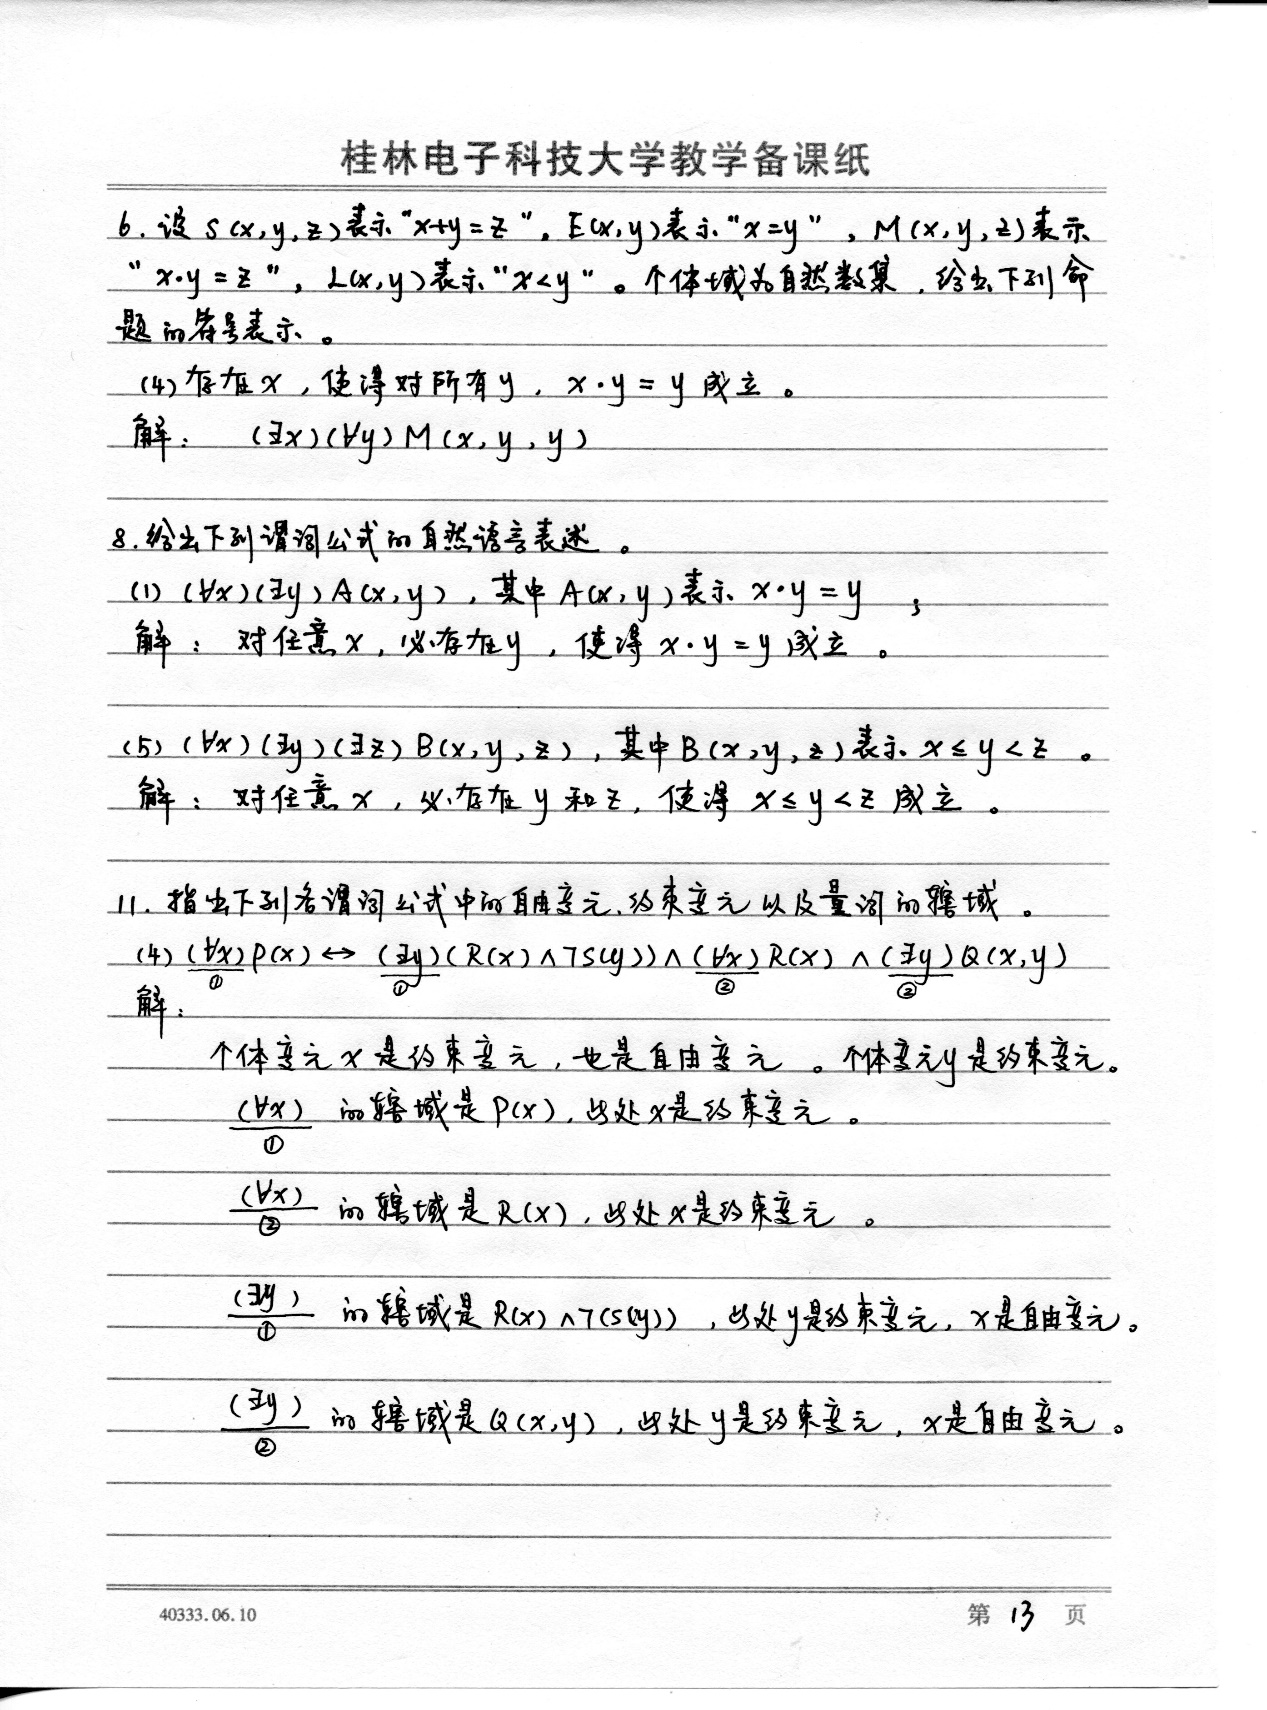 桂林电子科技大学教学备课纸
6. 设 S(x,y,z)表示"x+y=z"，E(x,y)表示"x=y"，M(x,y,z)表示
"x·y=z"，L(x,y)表示"x<y"。个体域为自然数集，给出下列命
题的符号表示。
(4) 存在x，使得对所有y，x·y=y成立。
解： (∃x)(∀y)M(x,y,y)
8. 给出下列谓词公式的自然语言表述。
(1) (∀x)(∃y)A(x,y)，其中A(x,y)表示 x·y=y ；
解： 对任意x，必存在y，使得 x·y=y成立。
(5) (∀x)(∃y)(∃z)B(x,y,z)，其中B(x,y,z)表示 x≤y<z 。
解： 对任意x，必存在y和z，使得 x≤y<z 成立。
11. 指出下列各谓词公式中的自由变元、约束变元以及量词的辖域。
(4) (∀x)P(x)↔(∃y)(R(x)∧¬S(y))∧(∀x)R(x)∧(∃y)Q(x,y)
① ① ② ②
解：
个体变元x是约束变元，也是自由变元。个体变元y是约束变元。
(∀x) 的辖域是P(x)，此处x是约束变元。
①
(∀x) 的辖域是R(x)，此处x是约束变元。
②
(∃y) 的辖域是R(x)∧¬(S(y))，此处y是约束变元，x是自由变元。
①
(∃y) 的辖域是Q(x,y)，此处y是约束变元，x是自由变元。
②
40333.06.10 第 13 页